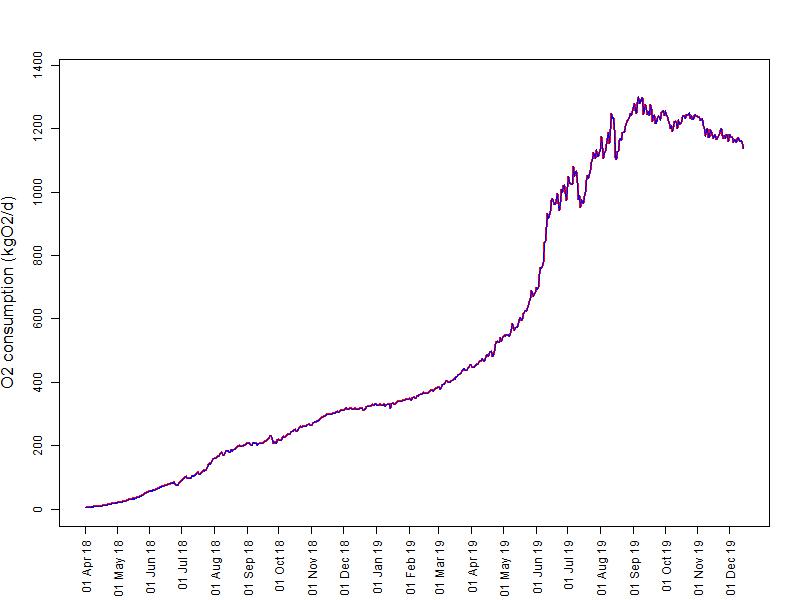 O2 consumption (kgO2/d)
1400
1200
1000
800
600
400
200
0
01 Apr 18
01 May 18
01 Jun 18
01 Jul 18
01 Aug 18
01 Sep 18
01 Oct 18
01 Nov 18
01 Dec 18
01 Jan 19
01 Feb 19
01 Mar 19
01 Apr 19
01 May 19
01 Jun 19
01 Jul 19
01 Aug 19
01 Sep 19
01 Oct 19
01 Nov 19
01 Dec 19